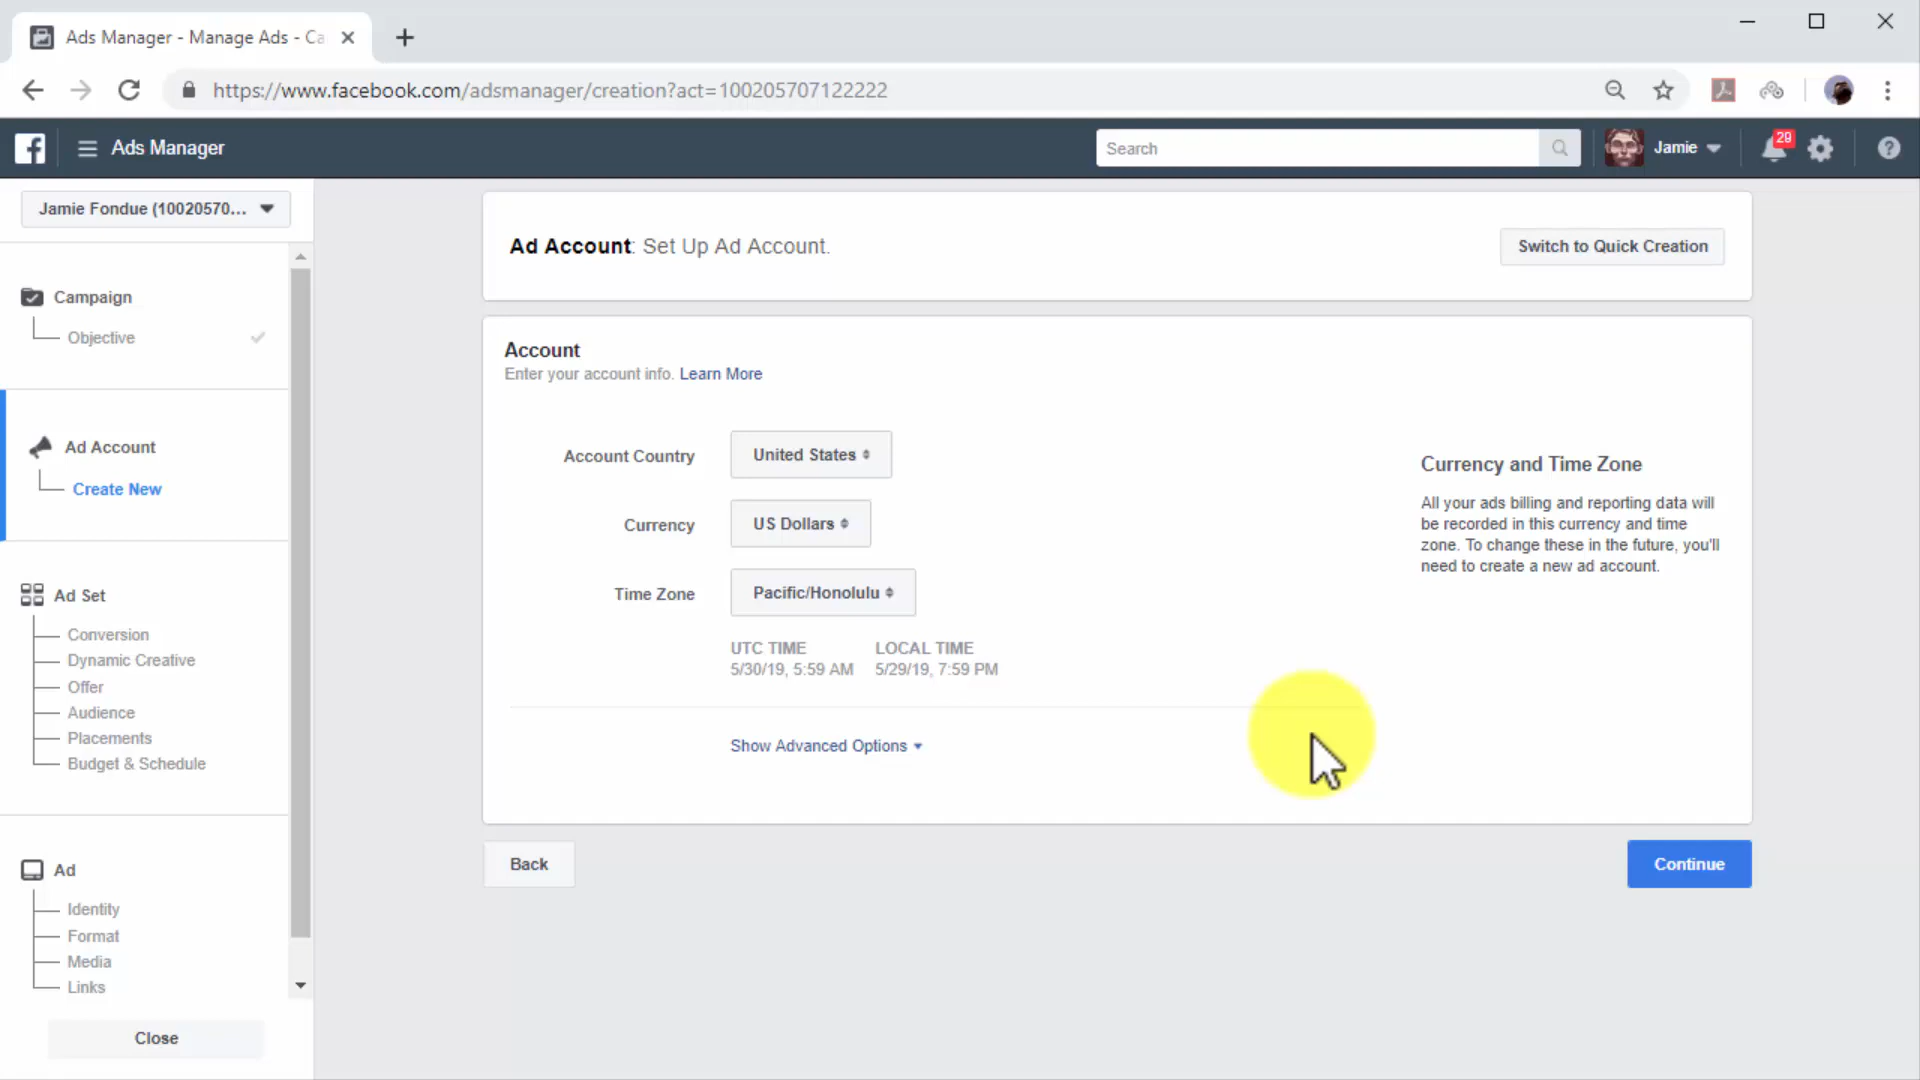 Ads Manager - Manage Ads - Ca
https://www.facebook.com/adsmanager/creation?act=100205707122222
Ads Manager
Search
Jamie
29
Jamie Fondue (10020570...
Campaign
Objective
Ad Account
Create New
Ad Set
Conversion
Dynamic Creative
Offer
Audience
Placements
Budget & Schedule
Ad
Identity
Format
Media
Links
Close
Ad Account: Set Up Ad Account.
Switch to Quick Creation
Account
Enter your account info. Learn More
Account Country
United States
Currency
US Dollars
Time Zone
Pacific/Honolulu
UTC TIME
LOCAL TIME
5/30/19, 5:59 AM
5/29/19, 7:59 PM
Show Advanced Options
Currency and Time Zone
All your ads billing and reporting data will
be recorded in this currency and time
zone. To change these in the future, you'll
need to create a new ad account.
Back
Continue